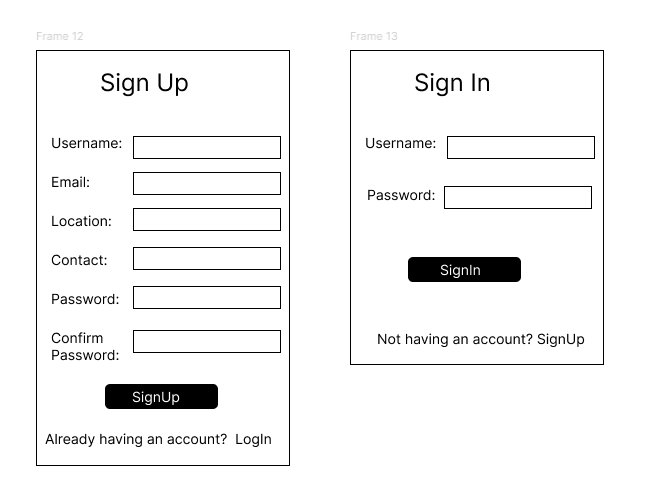 Frame 12
Sign Up
Username:
Email:
Location:
Contact:
Password:
Confirm
Password:
SignUp
Already having an account? LogIn
Frame 13
Sign In
Username:
Password:
SignIn
Not having an account? SignUp